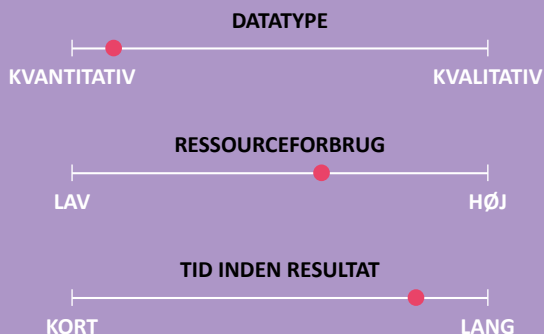 DATATYPE
KVANTITATIV KVALITATIV
RESSOURCEFORBRUG
LAV HØJ
TID INDEN RESULTAT
KORT LANG